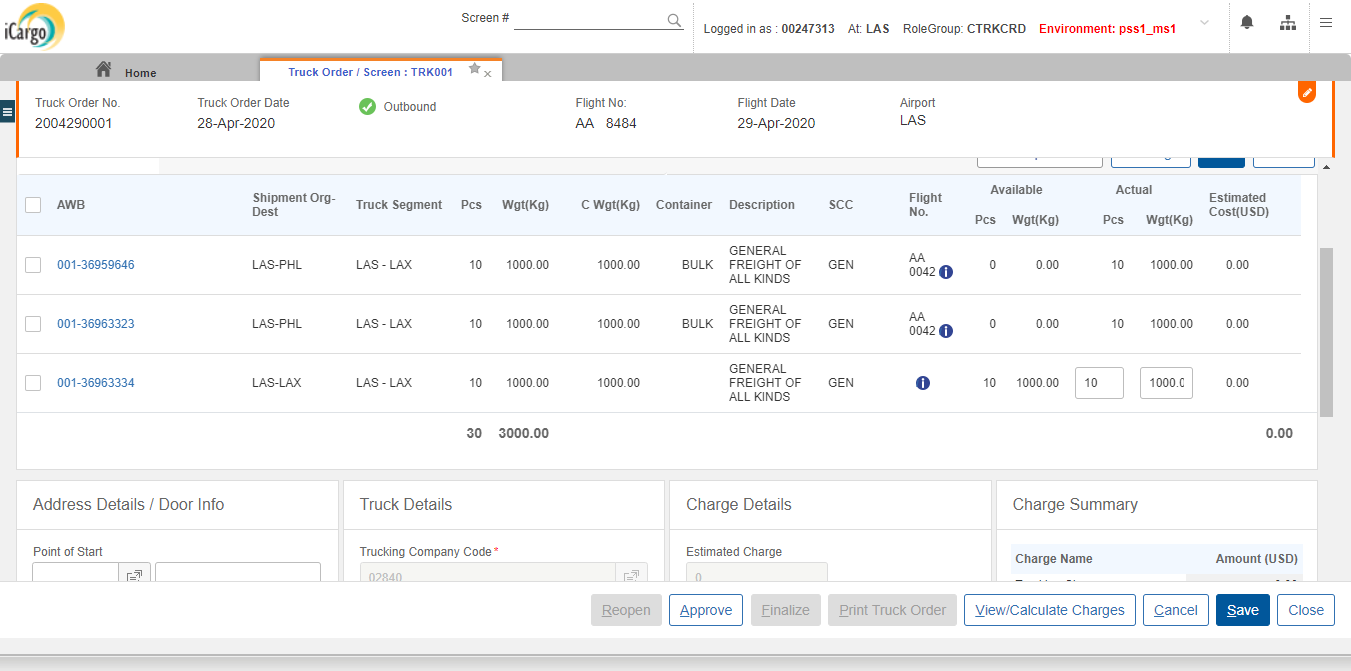 iCargo
Screen #
Logged in as : 00247313 At: LAS RoleGroup: CTRKCRD Environment: pss1_ms1
Home
Truck Order / Screen : TRK001
Truck Order No. Truck Order Date Outbound Flight No: Flight Date Airport
2004290001 28-Apr-2020 AA 8484 29-Apr-2020 LAS
AWB Shipment Org-Dest Truck Segment Pcs Wgt(Kg) C Wgt(Kg) Container Description SCC Flight No. Available Pcs Wgt(Kg) Actual Pcs Wgt(Kg) Estimated Cost(USD)
001-36959646 LAS-PHL LAS - LAX 10 1000.00 1000.00 BULK GENERAL FREIGHT OF ALL KINDS GEN AA 0042 i 0 0.00 10 1000.00 0.00
001-36963323 LAS-PHL LAS - LAX 10 1000.00 1000.00 BULK GENERAL FREIGHT OF ALL KINDS GEN AA 0042 i 0 0.00 10 1000.00 0.00
001-36963334 LAS-LAX LAS - LAX 10 1000.00 1000.00 GENERAL FREIGHT OF ALL KINDS GEN i 10 1000.00 10 1000.0 0.00
30 3000.00 0.00
Address Details / Door Info Truck Details Charge Details Charge Summary
Point of Start Trucking Company Code* Estimated Charge Charge Name Amount (USD)
02840 0
Reopen Approve Finalize Print Truck Order View/Calculate Charges Cancel Save Close